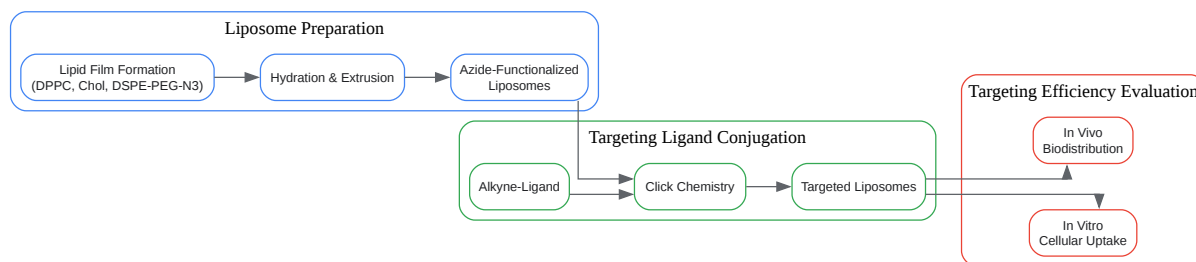 Liposome Preparation
Lipid Film Formation
(DPPC, Chol, DSPE-PEG-N3)
Hydration & Extrusion
Azide-Functionalized
Liposomes
Targeting Ligand Conjugation
Alkyne-Ligand
Click Chemistry
Targeted Liposomes
Targeting Efficiency Evaluation
In Vivo
Biodistribution
In Vitro
Cellular Uptake